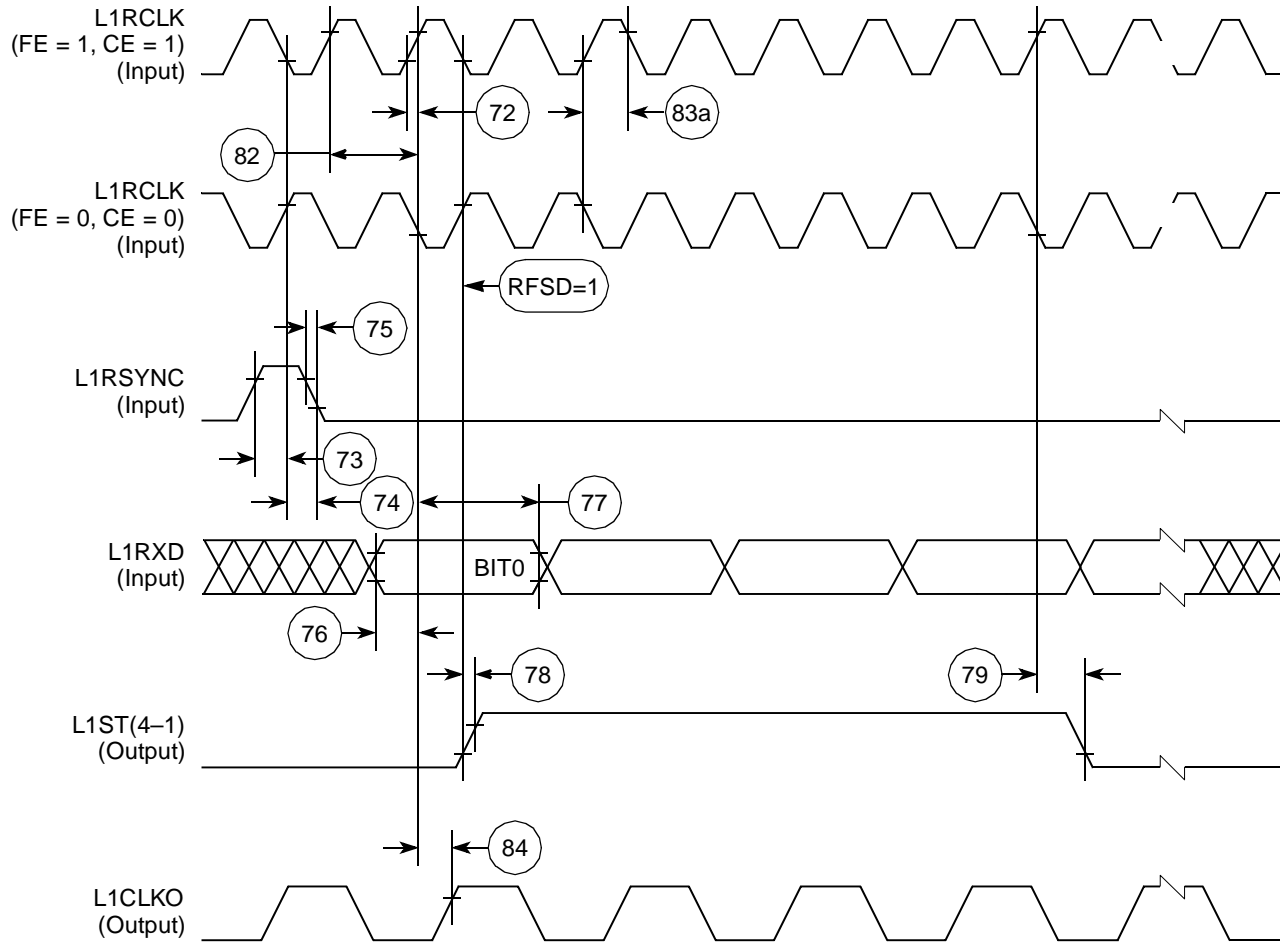 L1RCLK
(FE = 1, CE = 1)
(Input)
72
83a
82
L1RCLK
(FE = 0, CE = 0)
(Input)
RFSD=1
75
L1RSYNC
(Input)
73
74
77
L1RXD
(Input)
BIT0
76
78
79
L1ST(4–1)
(Output)
84
L1CLKO
(Output)